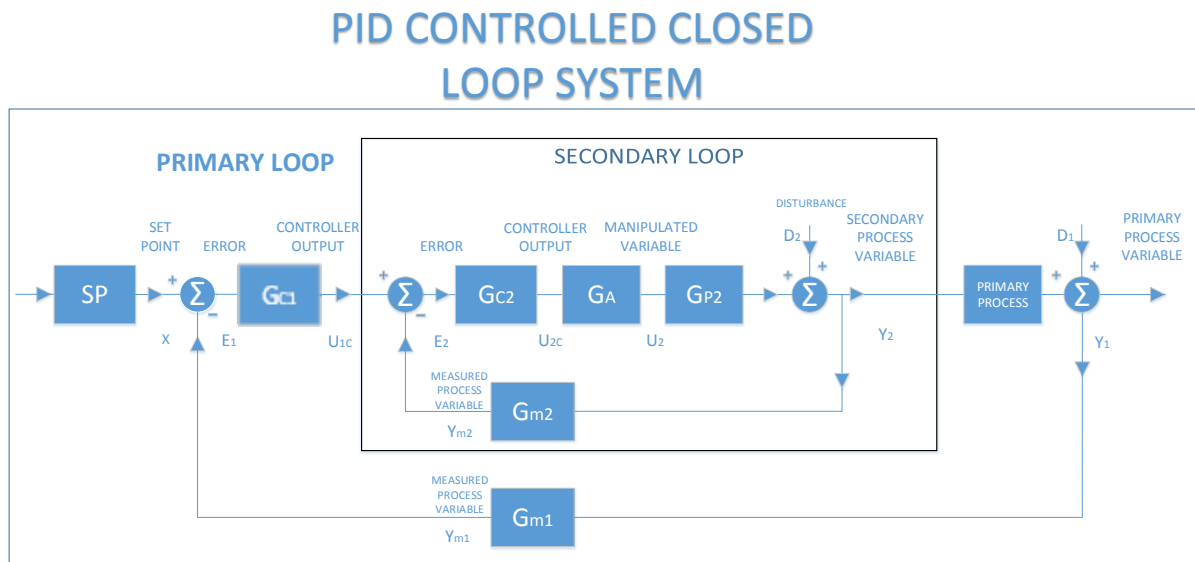 PID CONTROLLED CLOSED
LOOP SYSTEM
PRIMARY LOOP
SECONDARY LOOP
SET
POINT
ERROR
CONTROLLER
OUTPUT
ERROR
CONTROLLER
OUTPUT
MANIPULATED
VARIABLE
DISTURBANCE
D2
SECONDARY
PROCESS
VARIABLE
D1
PRIMARY
PROCESS
VARIABLE
SP
+
Σ
−
GC1
+
Σ
−
GC2
GA
GP2
+
+
Σ
PRIMARY
PROCESS
+
+
Σ
X
E1
U1C
E2
U2C
U2
Y2
Y1
MEASURED
PROCESS
VARIABLE
Ym2
Gm2
MEASURED
PROCESS
VARIABLE
Ym1
Gm1